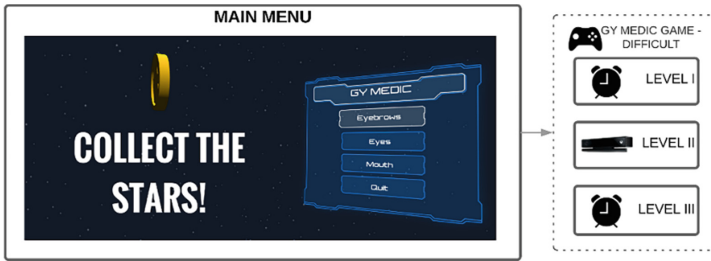 MAIN MENU
COLLECT THE
STARS!
GY MEDIC
Eyebrows
Eyes
Mouth
Quit
GY MEDIC GAME -
DIFFICULT
LEVEL I
LEVEL II
LEVEL III